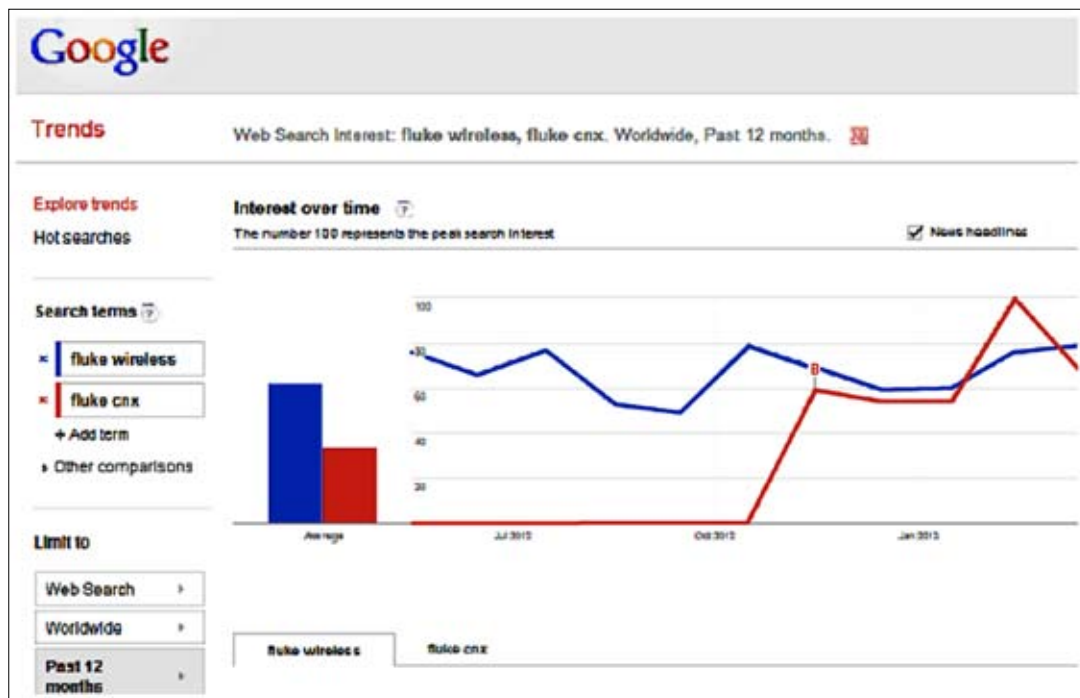 Google
Trends
Web Search Interest: fluke wireless, fluke cnx. Worldwide, Past 12 months.
Explore trends
Hot searches
Interest over time ?
The number 100 represents the peak search interest
News headlines
Search terms ?
× fluke wireless
× fluke cnx
+ Add term
Other comparisons
Limit to
Web Search
Worldwide
Past 12
months
100
80
60
40
20
B
Average
Jul 2012
Oct 2012
Jan 2013
fluke wireless
fluke cnx